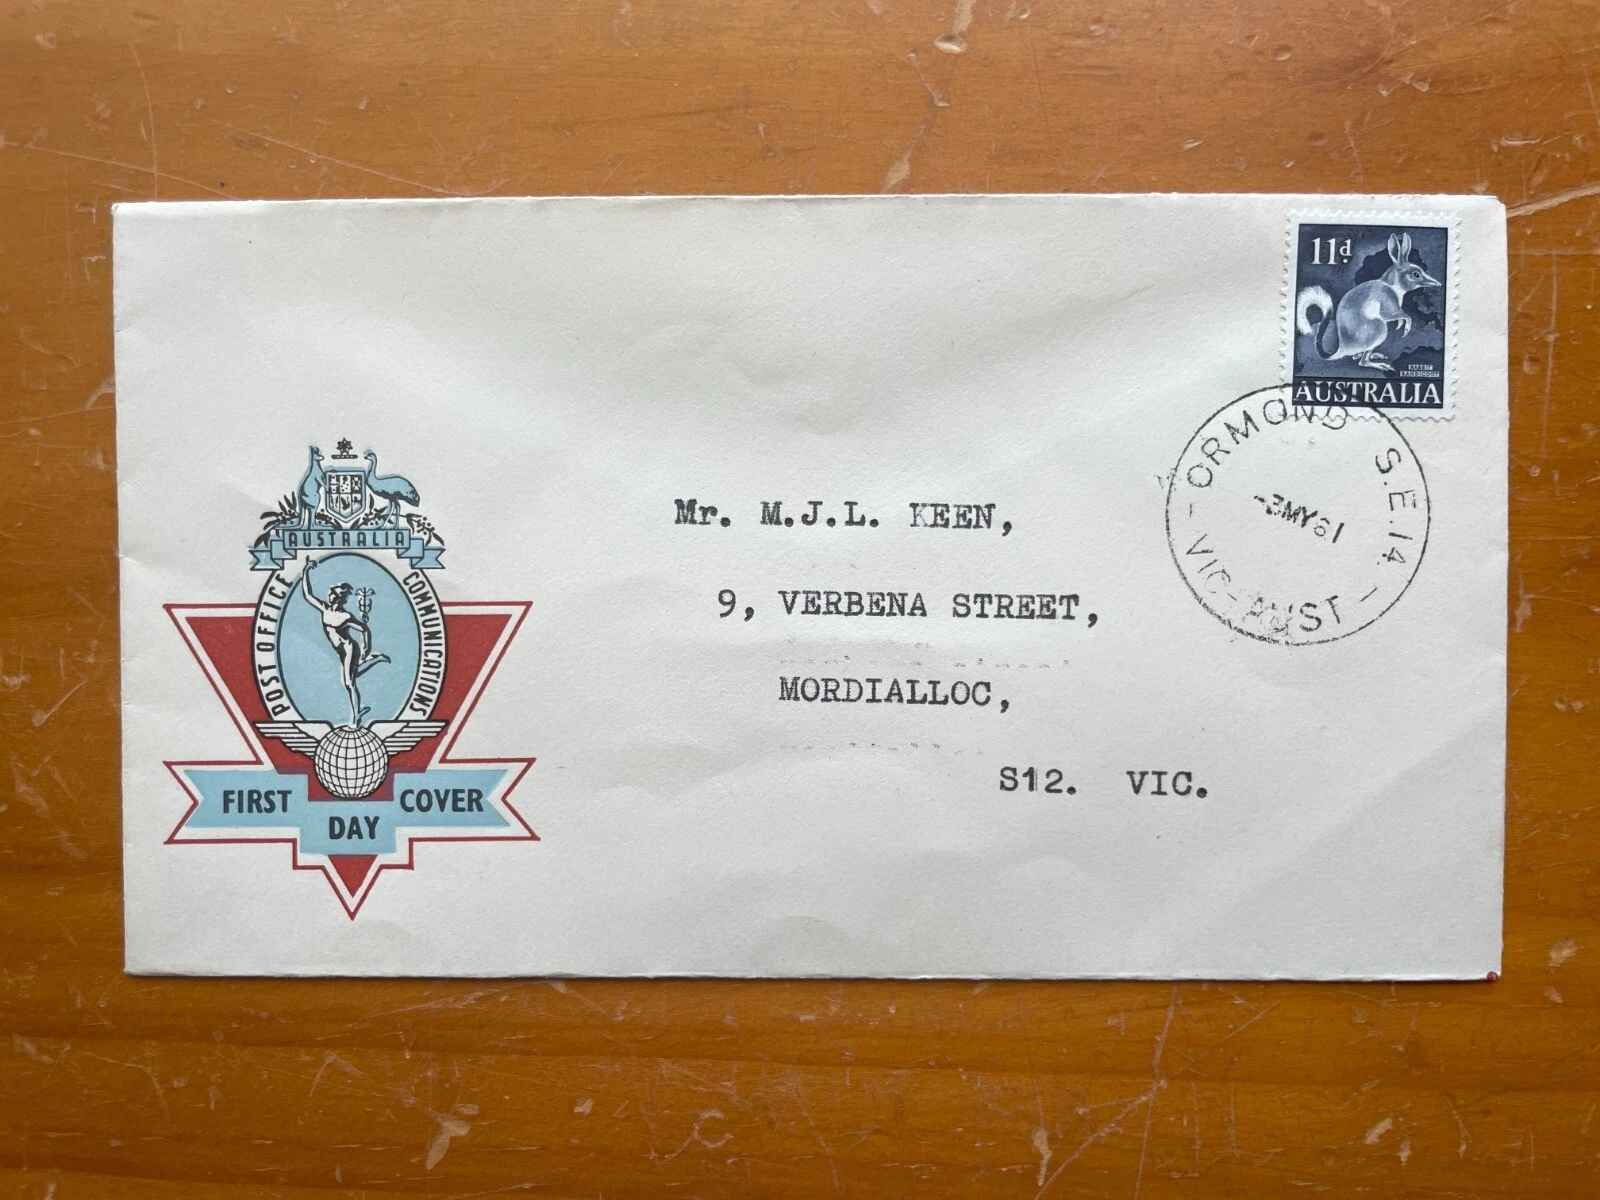 11d.
RABBIT
BANDICOOT
AUSTRALIA
ORMOND S.E.14.
-3MY61
VIC-AUST
Mr. M.J.L. KEEN,
9, VERBENA STREET,
MORDIALLOC,
S12. VIC.
AUSTRALIA
POST OFFICE COMMUNICATIONS
FIRST DAY COVER